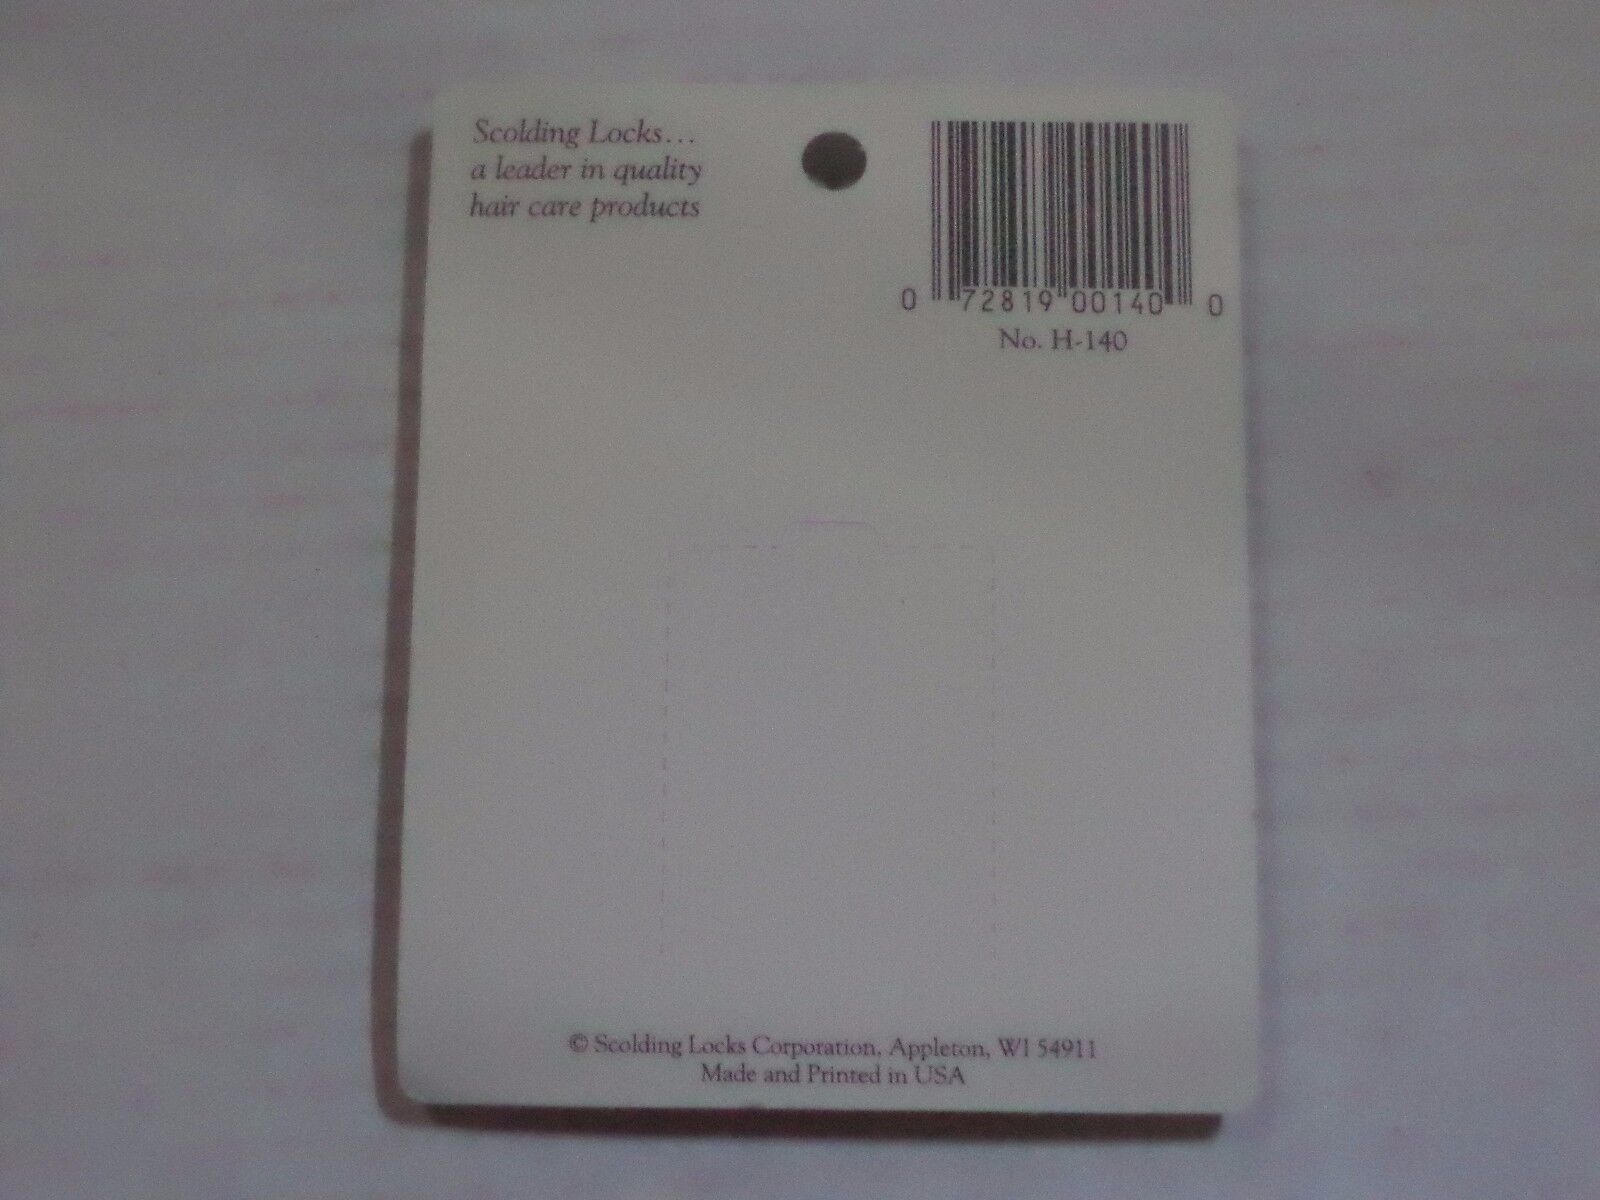 Scolding Locks...
a leader in quality
hair care products
0 72819 00140 0
No. H-140
© Scolding Locks Corporation, Appleton, WI 54911
Made and Printed in USA